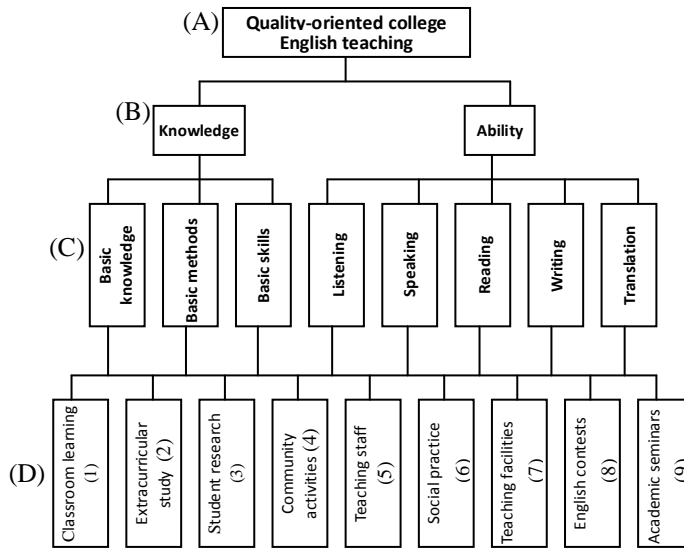 (A)
Quality-oriented college
English teaching
(B)
Knowledge
Ability
(C)
Basic
knowledge
Basic methods
Basic skills
Listening
Speaking
Reading
Writing
Translation
(D)
Classroom learning
(1)
Extracurricular
study (2)
Student research
(3)
Community
activities (4)
Teaching staff
(5)
Social practice
(6)
Teaching facilities
(7)
English contests
(8)
Academic seminars
(9)